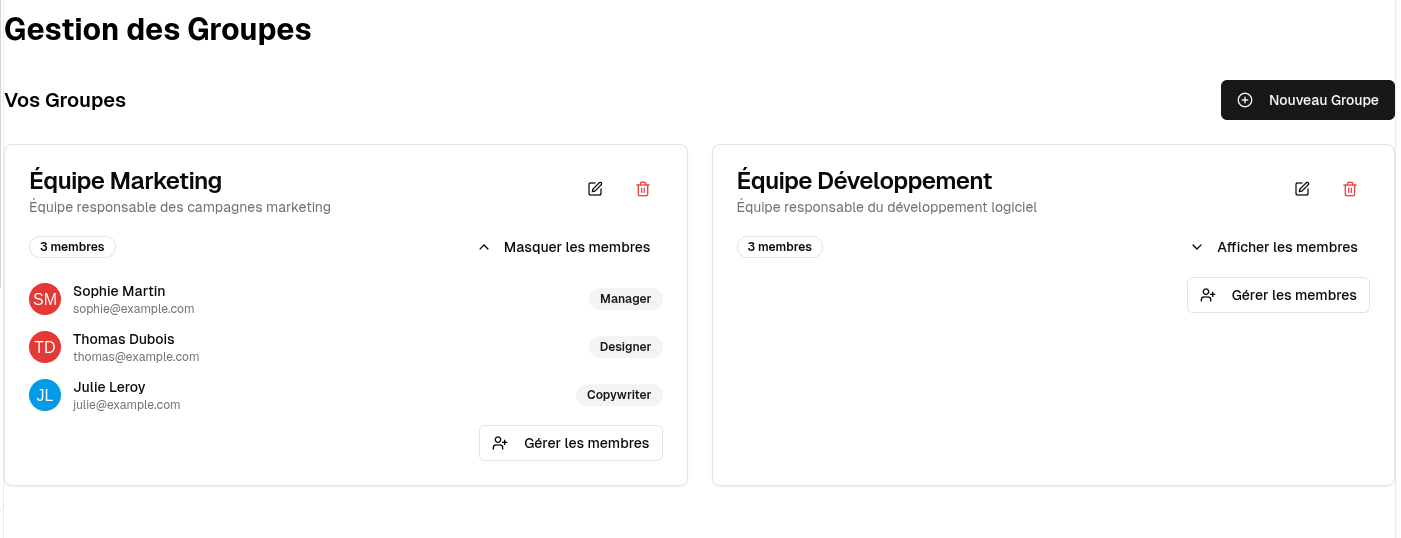 Gestion des Groupes
Vos Groupes
Nouveau Groupe
Équipe Marketing
Équipe responsable des campagnes marketing
3 membres
Masquer les membres
SM
Sophie Martin
sophie@example.com
Manager
TD
Thomas Dubois
thomas@example.com
Designer
JL
Julie Leroy
julie@example.com
Copywriter
Gérer les membres
Équipe Développement
Équipe responsable du développement logiciel
3 membres
Afficher les membres
Gérer les membres